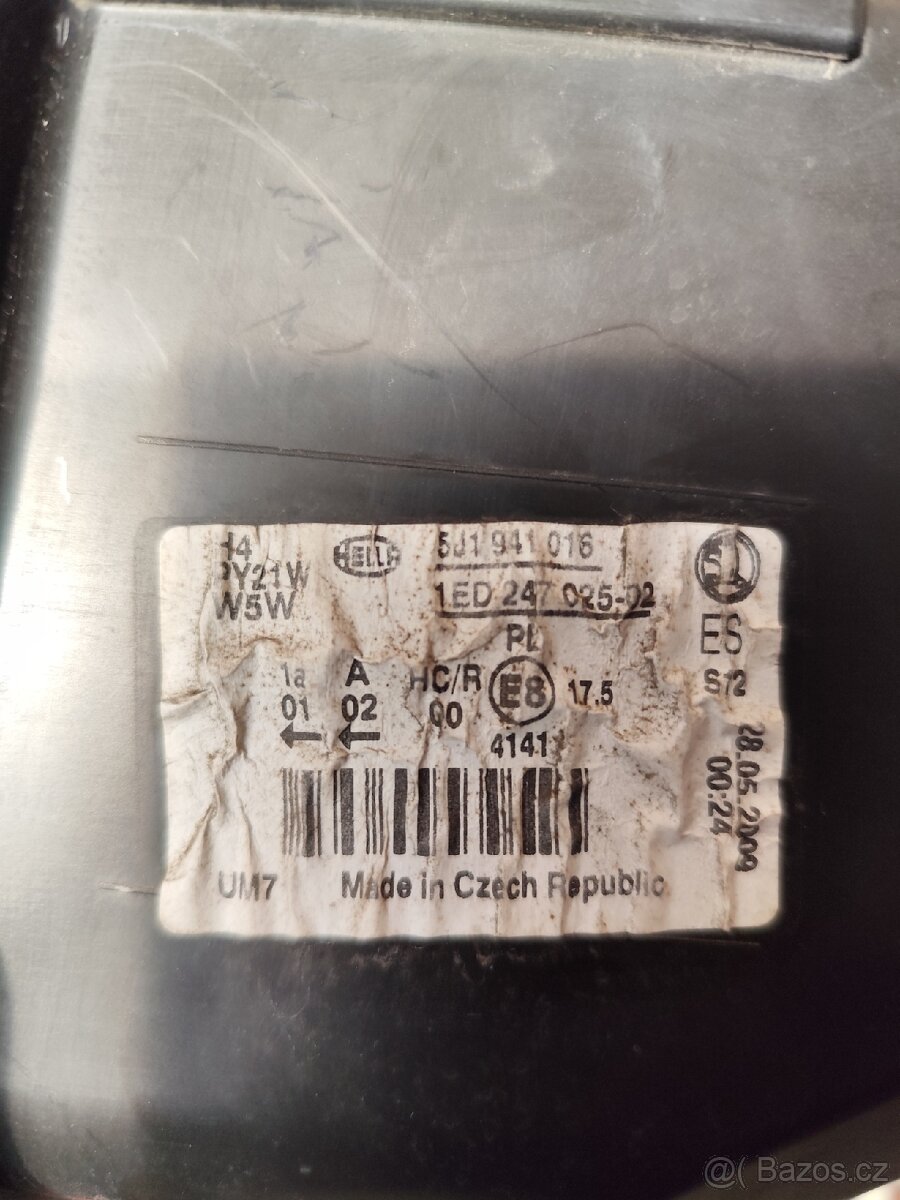 H4
PY21W
W5W
HELLA
5J1 941 016
1ED 247 025-02
PL
ES
S12
1a
01
A
02
HC/R
00
E8
17.5
4141
28.05.2009
00:24
UM7
Made in Czech Republic
@( Bazos.cz